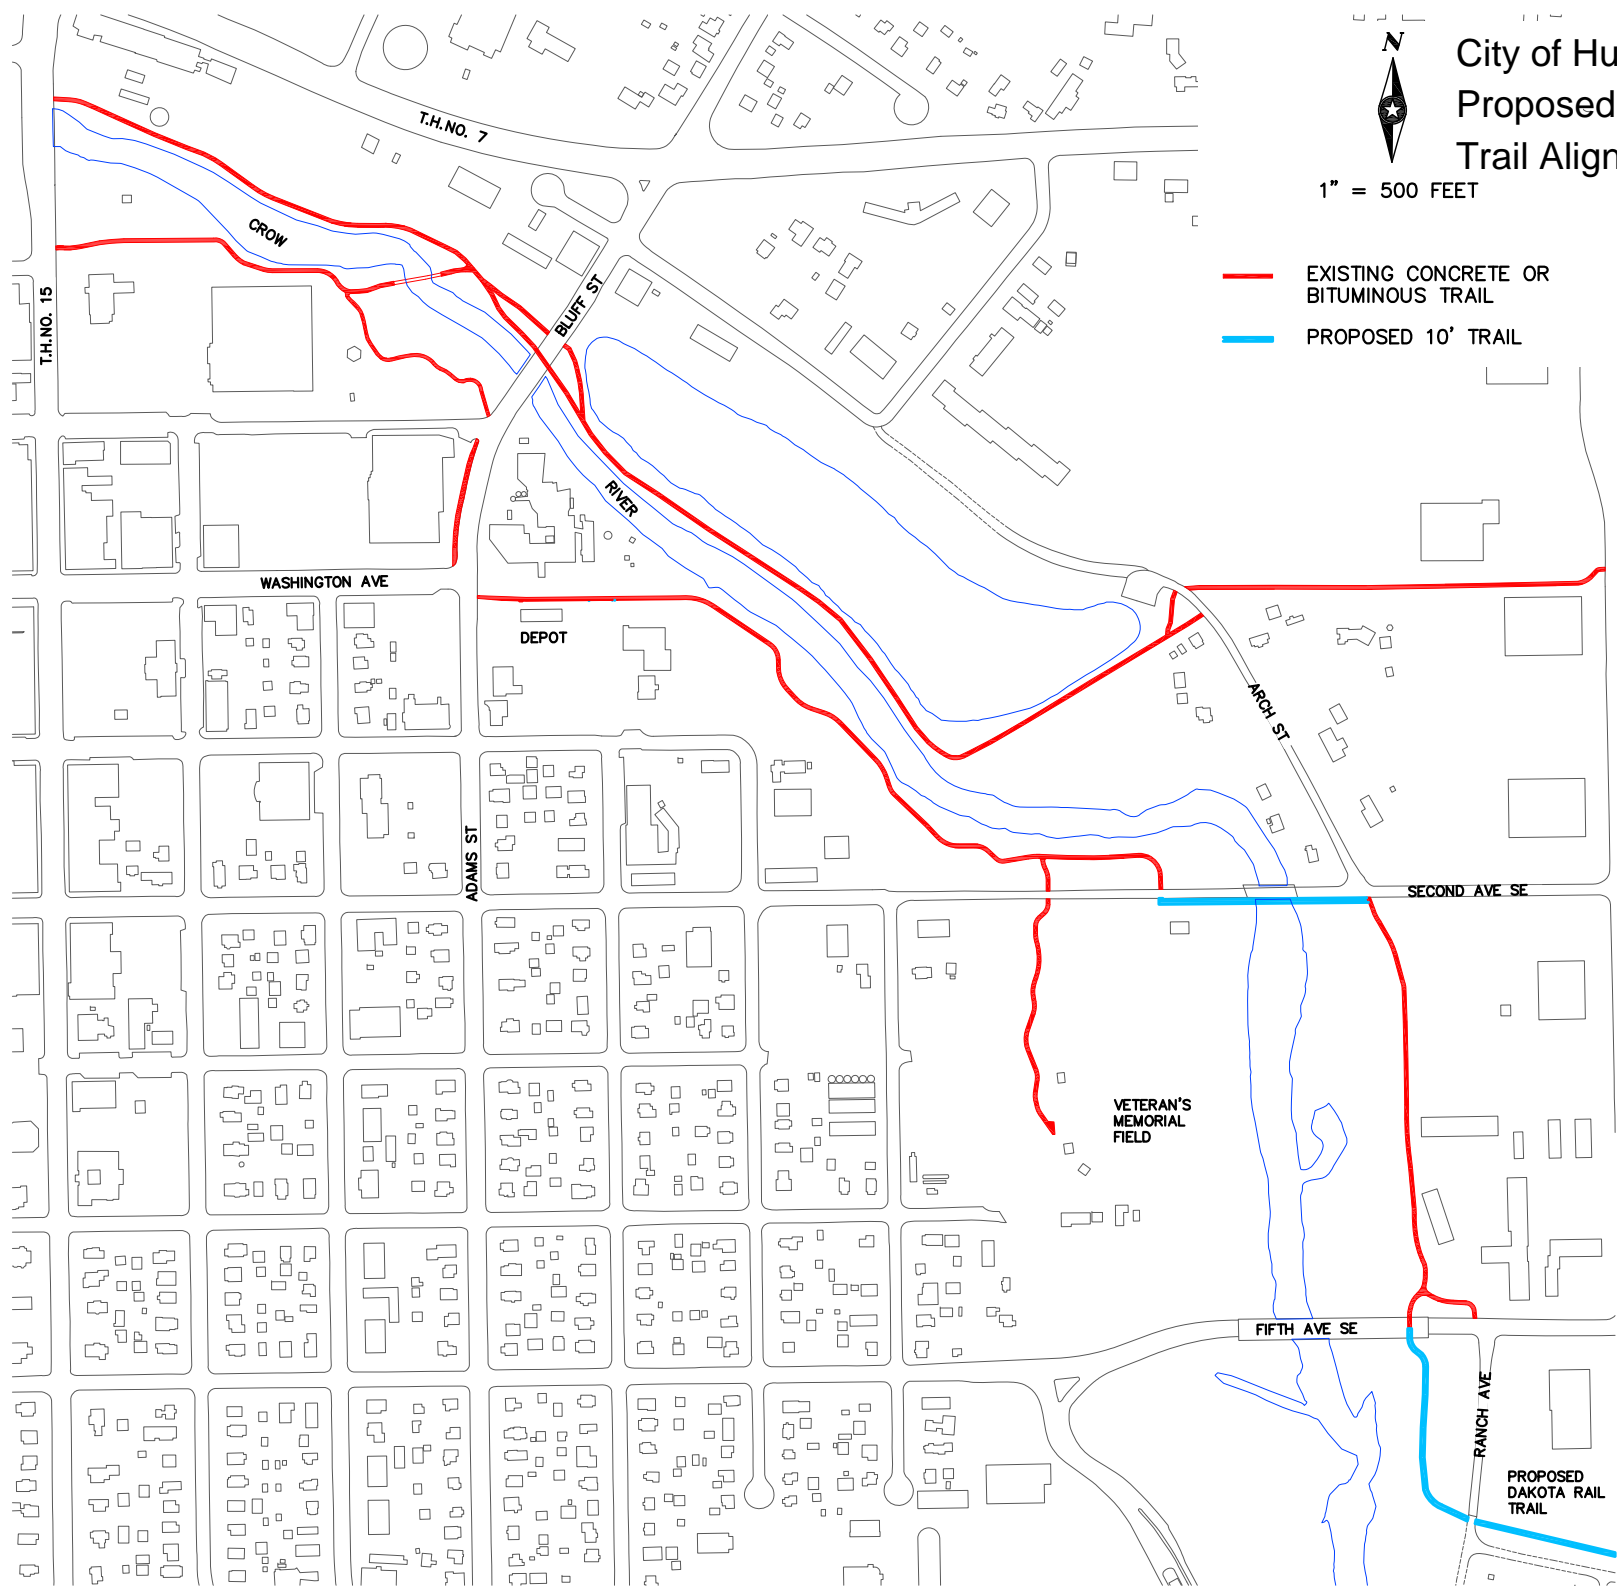 N
City of Hu
Proposed
Trail Align
1" = 500 FEET
EXISTING CONCRETE OR
BITUMINOUS TRAIL
PROPOSED 10' TRAIL
T.H.NO. 7
CROW
T.H.NO. 15
BLUFF ST
RIVER
WASHINGTON AVE
DEPOT
ARCH ST
ADAMS ST
SECOND AVE SE
VETERAN'S
MEMORIAL
FIELD
FIFTH AVE SE
RANCH AVE
PROPOSED
DAKOTA RAIL
TRAIL